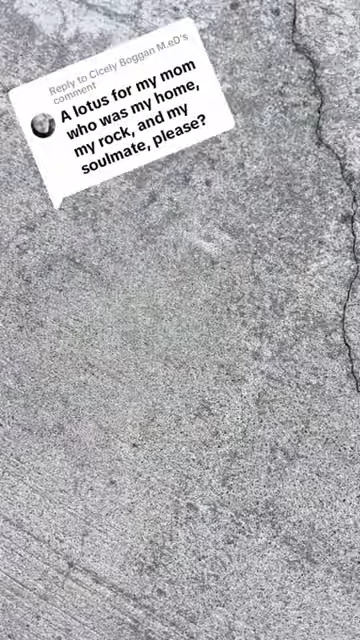 Reply to Cicely Boggan M.eD's
comment
A lotus for my mom
who was my home,
my rock, and my
soulmate, please?